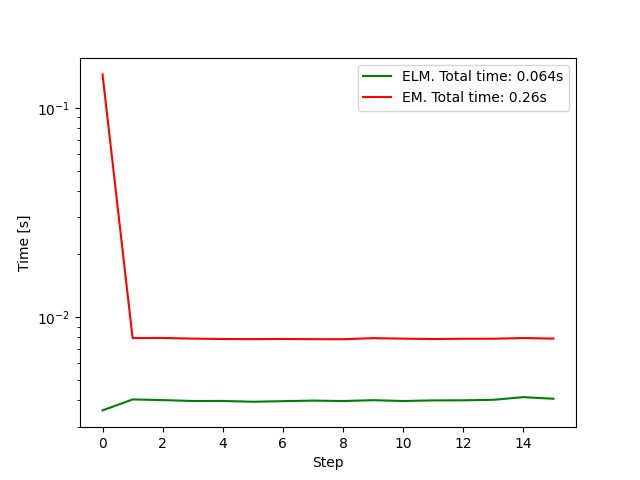 ELM. Total time: 0.064s
EM. Total time: 0.26s
Time [s]
10⁻¹
10⁻²
0 2 4 6 8 10 12 14
Step